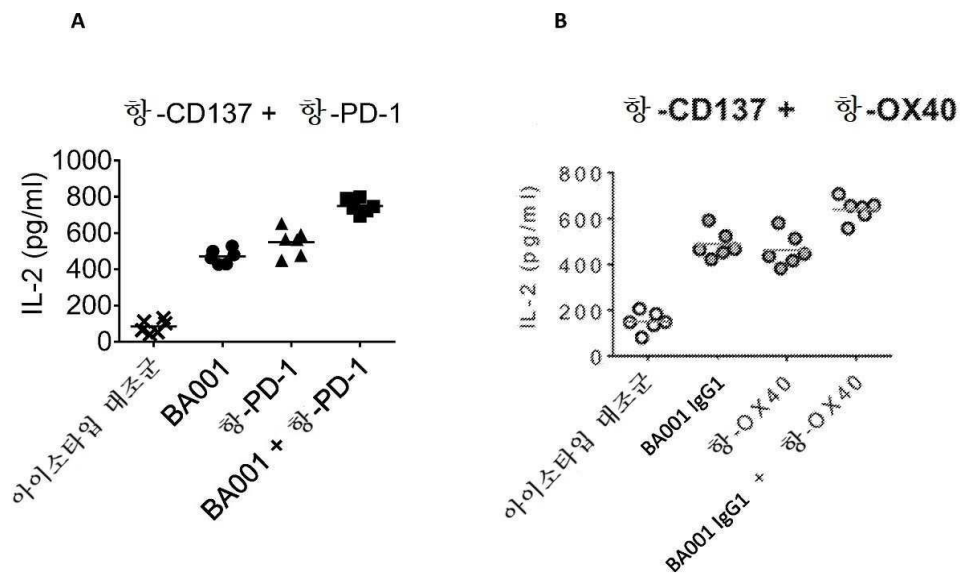 A
항-CD137 + 항-PD-1
IL-2 (pg/ml)
1000
800
600
400
200
0
아이소타입 대조군
BA001
항-PD-1
BA001 + 항-PD-1
B
항-CD137 + 항-OX40
IL-2 (pg/ml)
800
600
400
200
0
아이소타입 대조군
BA001 IgG1
항-OX40
BA001 IgG1 + 항-OX40